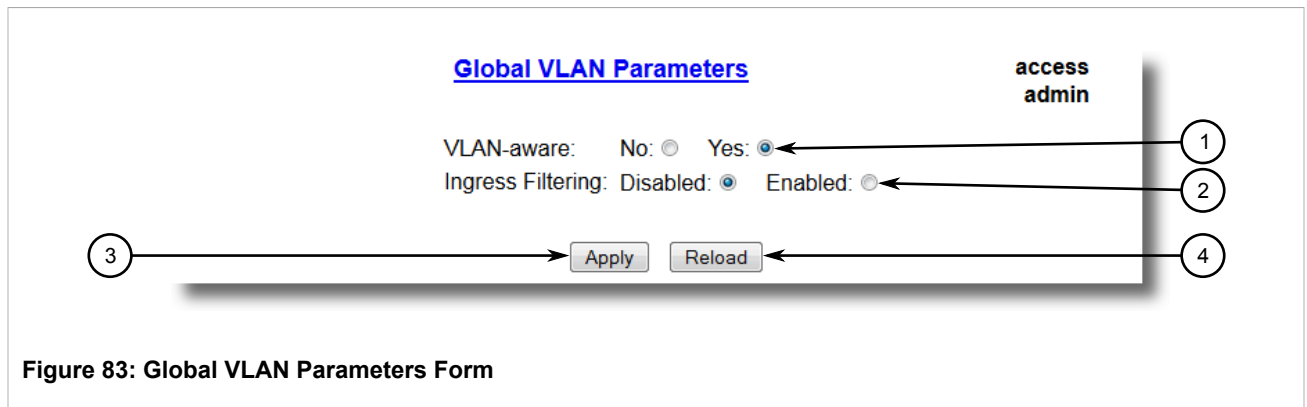 Global VLAN Parameters
access
admin
VLAN-aware: No: Yes:
1
Ingress Filtering: Disabled: Enabled:
2
3
Apply Reload
4
Figure 83: Global VLAN Parameters Form